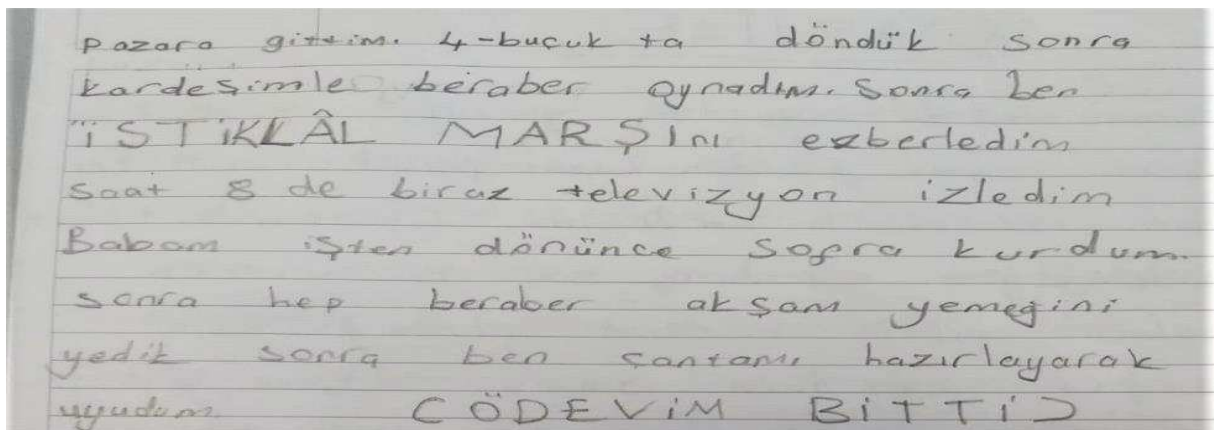 pazara gittim. 4-buçuk ta döndük sonra
kardeşimle beraber oynadım. Sonra ben
İSTİKLÂL MARŞInı ezberledim
saat 8 de biraz televizyon izledim
Babam işten dönünce sofra kurdum.
sonra hep beraber akşam yemeğini
yedik sonra ben çantamı hazırlayarak
uyudum (ÖDEVİM BİTTİ)